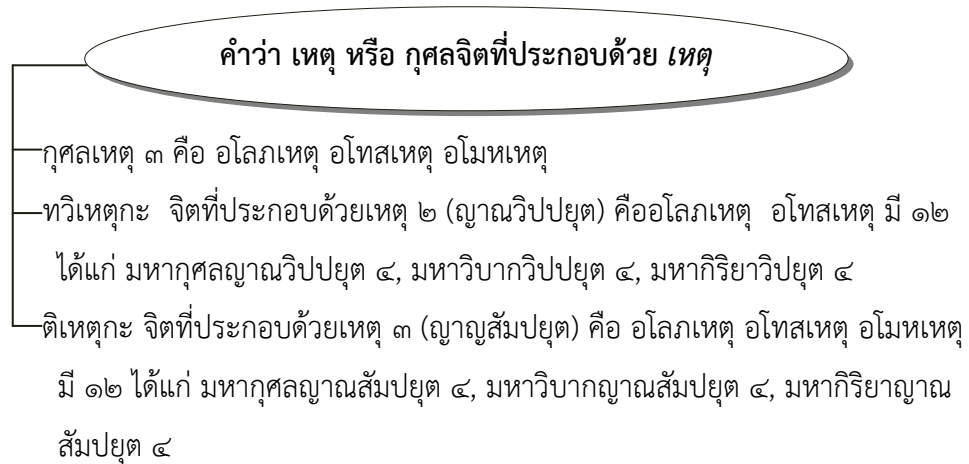 คำว่า เหตุ หรือ กุศลจิตที่ประกอบด้วย เหตุ
กุศลเหตุ ๓ คือ อโลภเหตุ อโทสเหตุ อโมหเหตุ
ทวิเหตุกะ จิตที่ประกอบด้วยเหตุ ๒ (ญาณวิปปยุต) คืออโลภเหตุ อโทสเหตุ มี ๑๒
ได้แก่ มหากุศลญาณวิปปยุต ๔, มหาวิบากวิปปยุต ๔, มหากิริยาวิปยุต ๔
ติเหตุกะ จิตที่ประกอบด้วยเหตุ ๓ (ญาญสัมปยุต) คือ อโลภเหตุ อโทสเหตุ อโมหเหตุ
มี ๑๒ ได้แก่ มหากุศลญาณสัมปยุต ๔, มหาวิบากญาณสัมปยุต ๔, มหากิริยาญาณ
สัมปยุต ๔